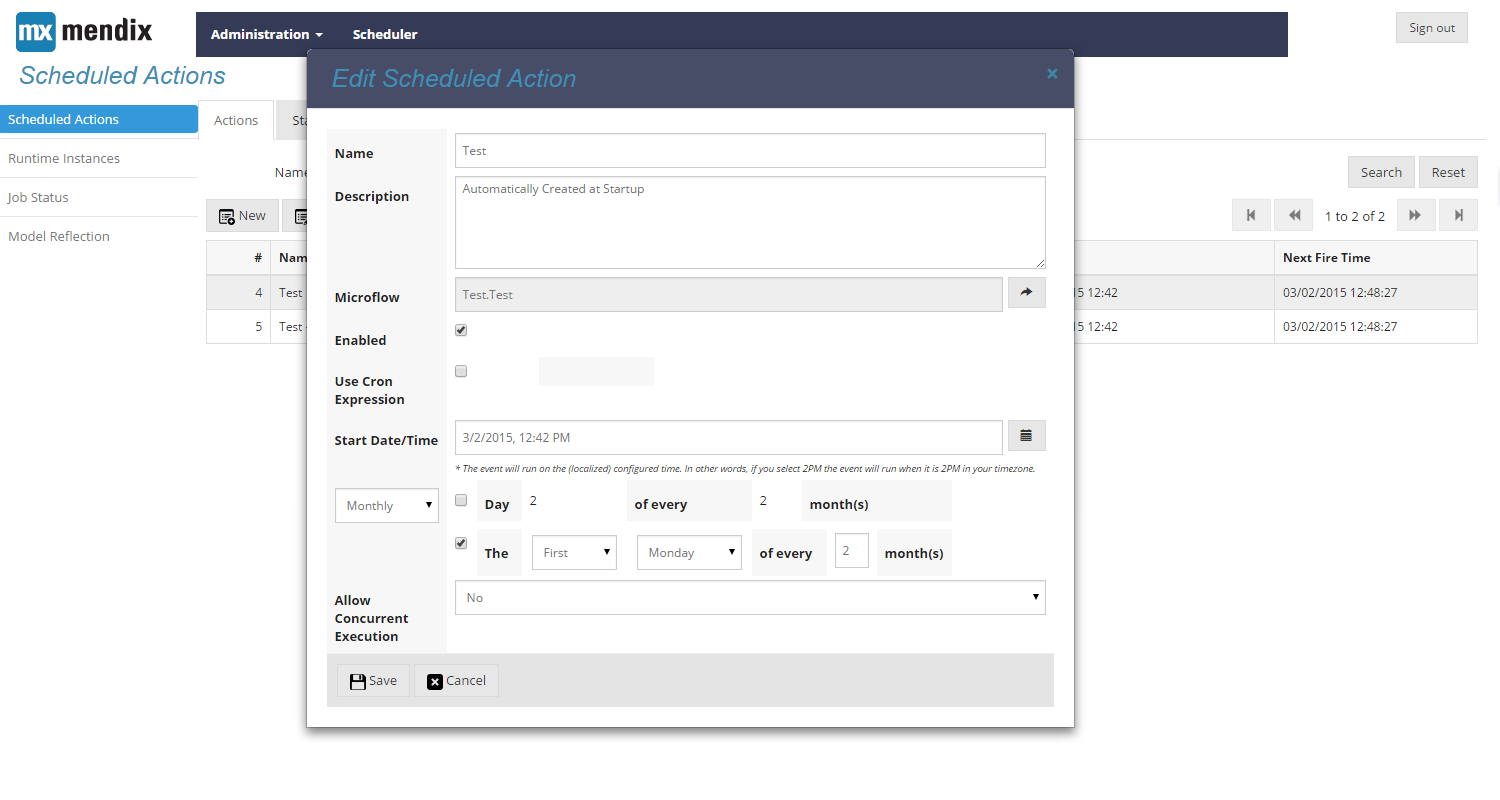 mx mendix
Administration
Scheduler
Sign out
Scheduled Actions
Scheduled Actions
Runtime Instances
Job Status
Model Reflection
Actions
Name
Search
Reset
New
1 to 2 of 2
#
Next Fire Time
4
Test
12:42
03/02/2015 12:48:27
5
Test
12:42
03/02/2015 12:48:27
Edit Scheduled Action
×
Name
Test
Description
Automatically Created at Startup
Microflow
Test.Test
Enabled
Use Cron
Expression
Start Date/Time
3/2/2015, 12:42 PM
* The event will run on the (localized) configured time. In other words, if you select 2PM the event will run when it is 2PM in your timezone.
Monthly
Day 2 of every 2 month(s)
The First Monday of every 2 month(s)
Allow
Concurrent
Execution
No
Save
Cancel